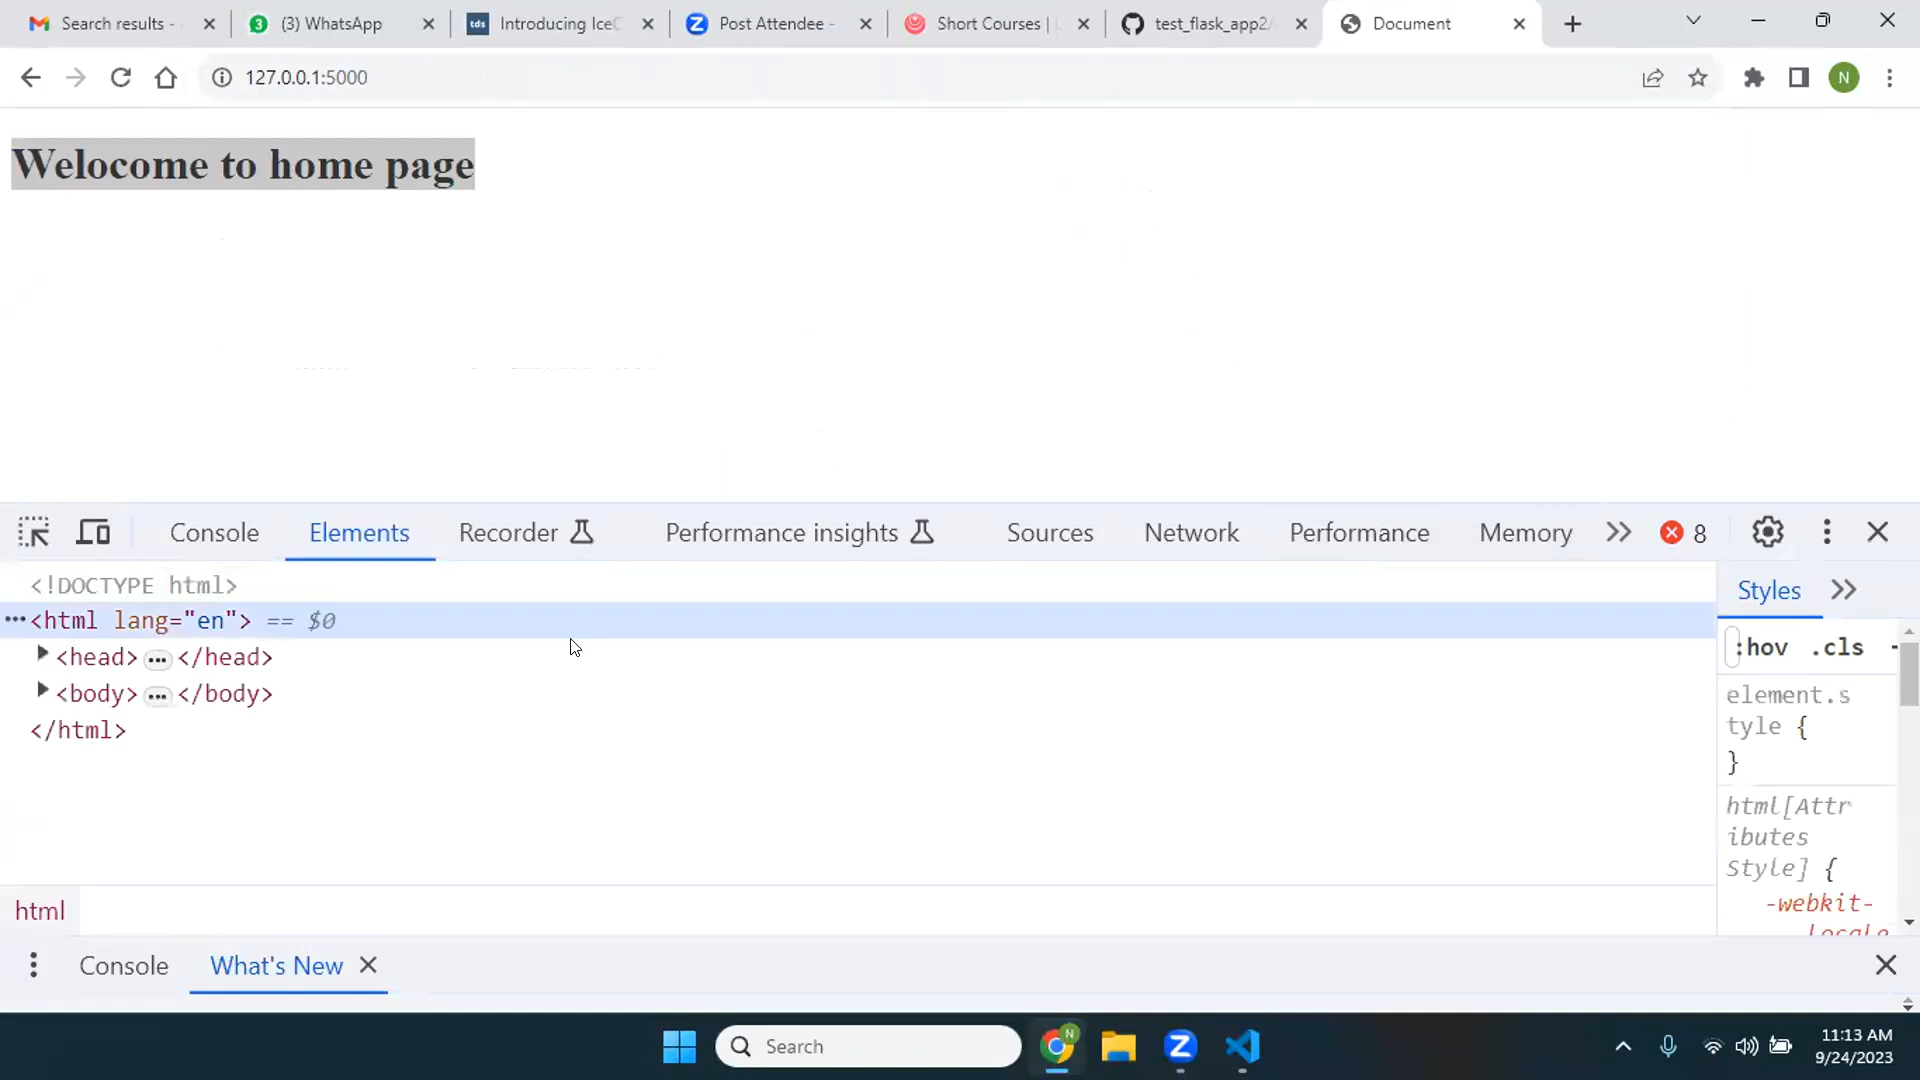 Search results -
(3) WhatsApp
tds Introducing Ice
Post Attendee -
Short Courses |
test_flask_app2
Document
127.0.0.1:5000
N
Welocome to home page
Console Elements Recorder Performance insights Sources Network Performance Memory 8
<!DOCTYPE html>
<html lang="en"> == $0
<head> ••• </head>
<body> ••• </body>
</html>
Styles
:hov .cls
element.s
tyle {
}
html[Attr
ibutes
Style] {
-webkit-
locale
html
Console What's New
Search
11:13 AM
9/24/2023